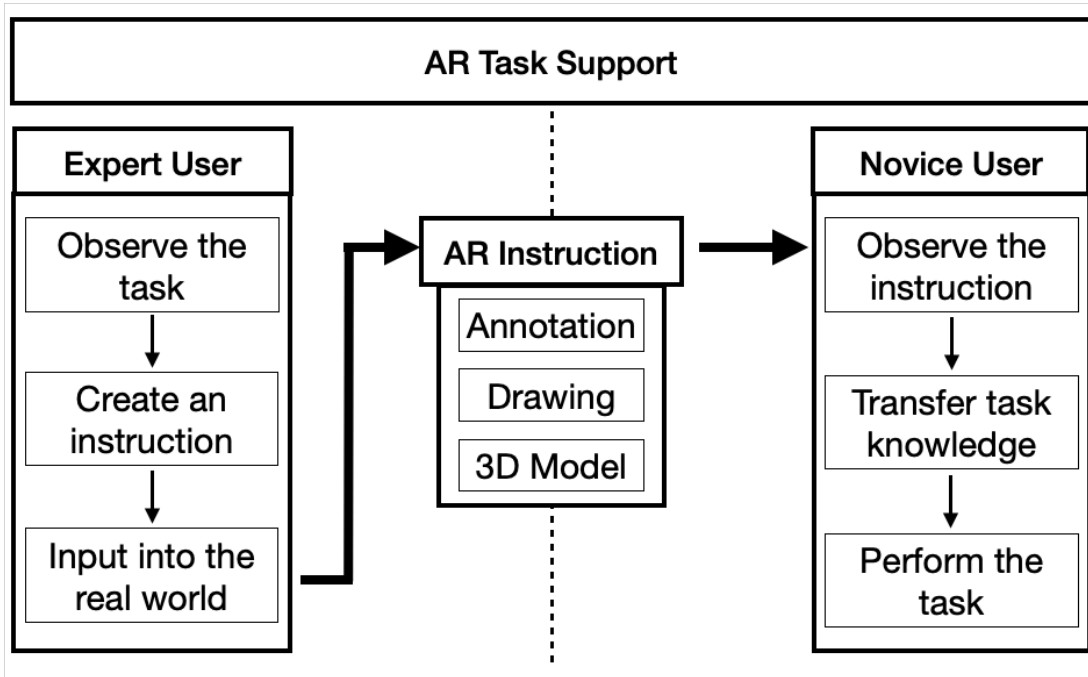 AR Task Support
Expert User
Observe the
task
Create an
instruction
Input into the
real world
AR Instruction
Annotation
Drawing
3D Model
Novice User
Observe the
instruction
Transfer task
knowledge
Perform the
task